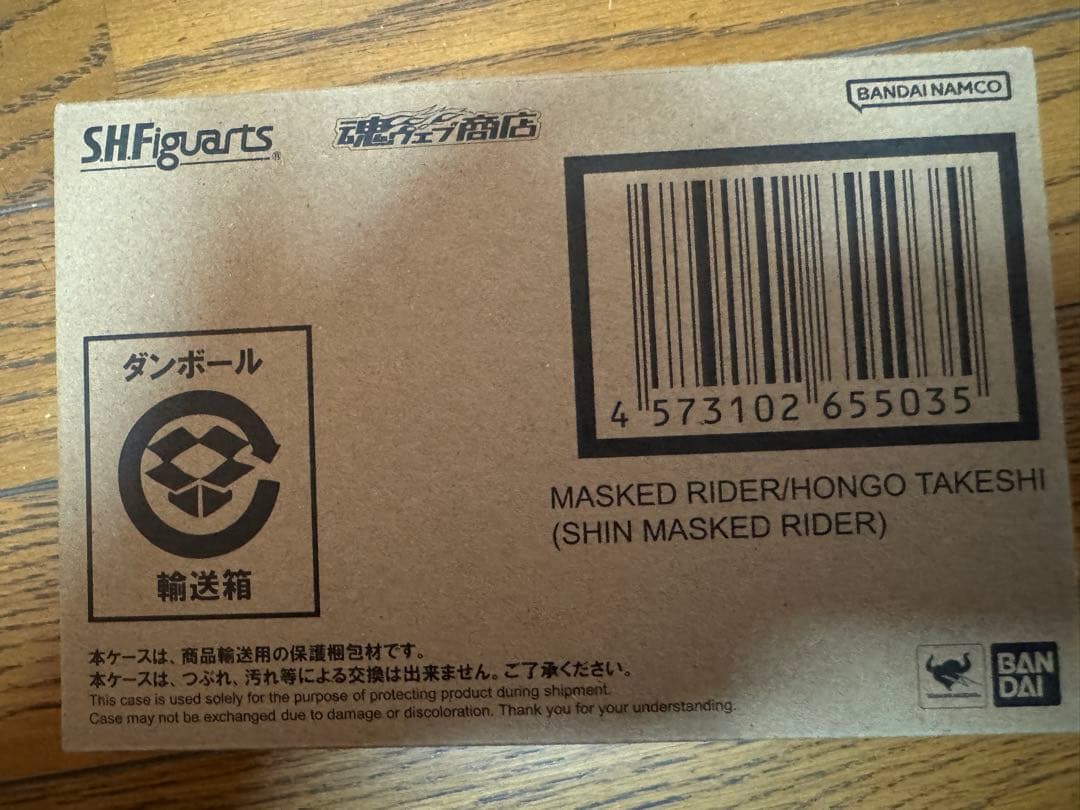 S.H.Figuarts
魂ウェブ商店
BANDAI NAMCO
4 573102 655035
MASKED RIDER/HONGO TAKESHI
(SHIN MASKED RIDER)
ダンボール
輸送箱
本ケースは、商品輸送用の保護梱包材です。
本ケースは、つぶれ、汚れ等による交換は出来ません。ご了承ください。
This case is used solely for the purpose of protecting product during shipment.
Case may not be exchanged due to damage or discoloration. Thank you for your understanding.
BAN
DAI